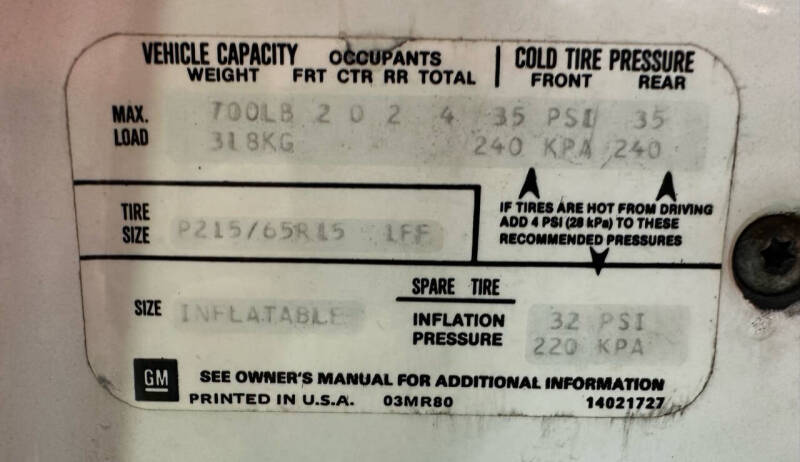 VEHICLE CAPACITY OCCUPANTS COLD TIRE PRESSURE
WEIGHT FRT CTR RR TOTAL FRONT REAR
MAX. LOAD 700LB 2 0 2 4 35 PSI 35
318KG 240 KPA 240
TIRE SIZE P215/65R15 1FF
IF TIRES ARE HOT FROM DRIVING
ADD 4 PSI (28 kPa) TO THESE
RECOMMENDED PRESSURES
SPARE TIRE
SIZE INFLATABLE
INFLATION PRESSURE 32 PSI
220 KPA
GM SEE OWNER'S MANUAL FOR ADDITIONAL INFORMATION
PRINTED IN U.S.A. 03MR80 14021727